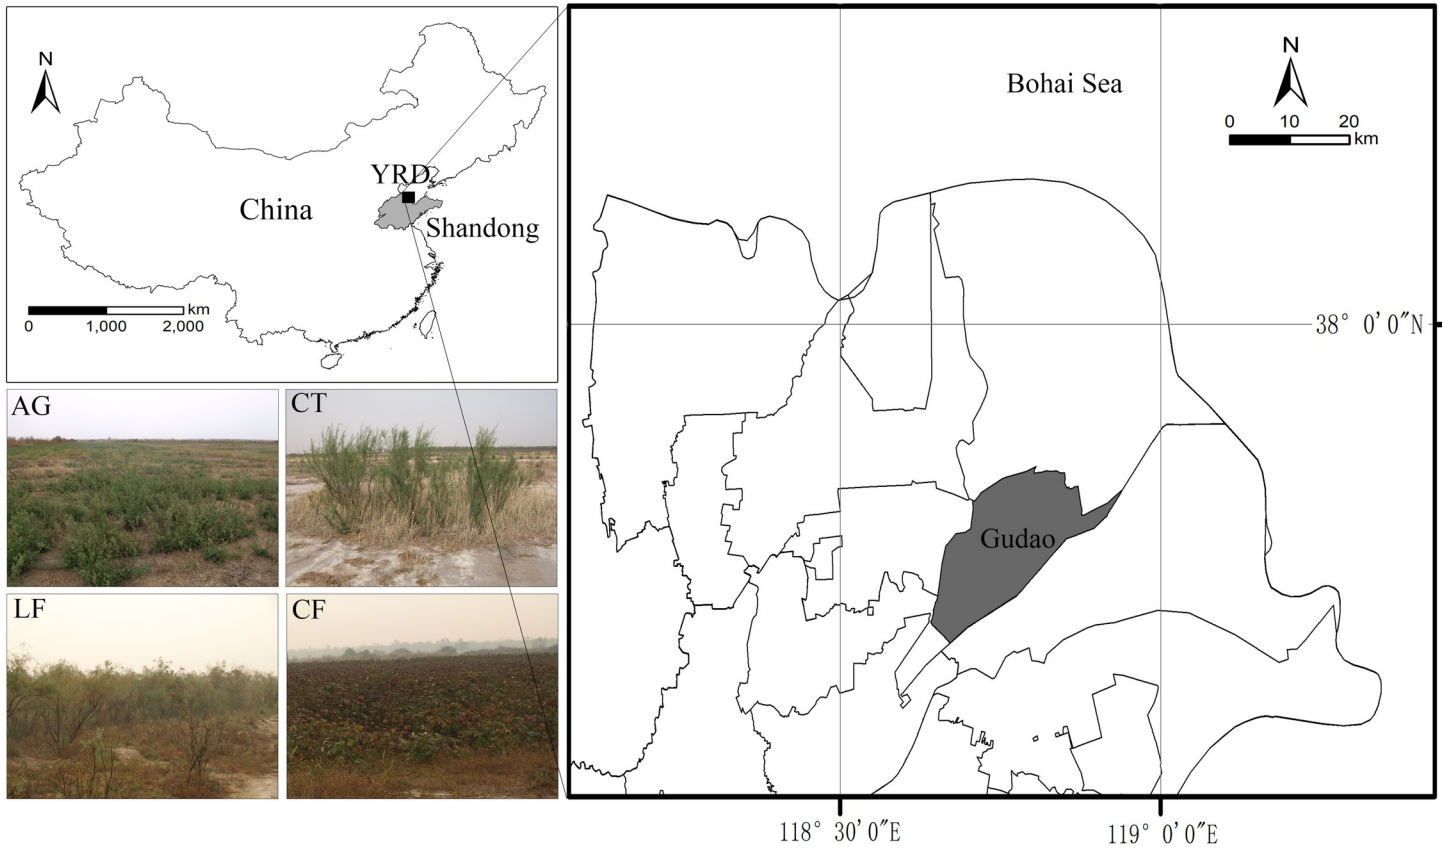 N
YRD
China
Shandong
km
0 1,000 2,000
AG
CT
LF
CF
Bohai Sea
N
0 10 20
km
38° 0′0″N
Gudao
118° 30′0″E
119° 0′0″E